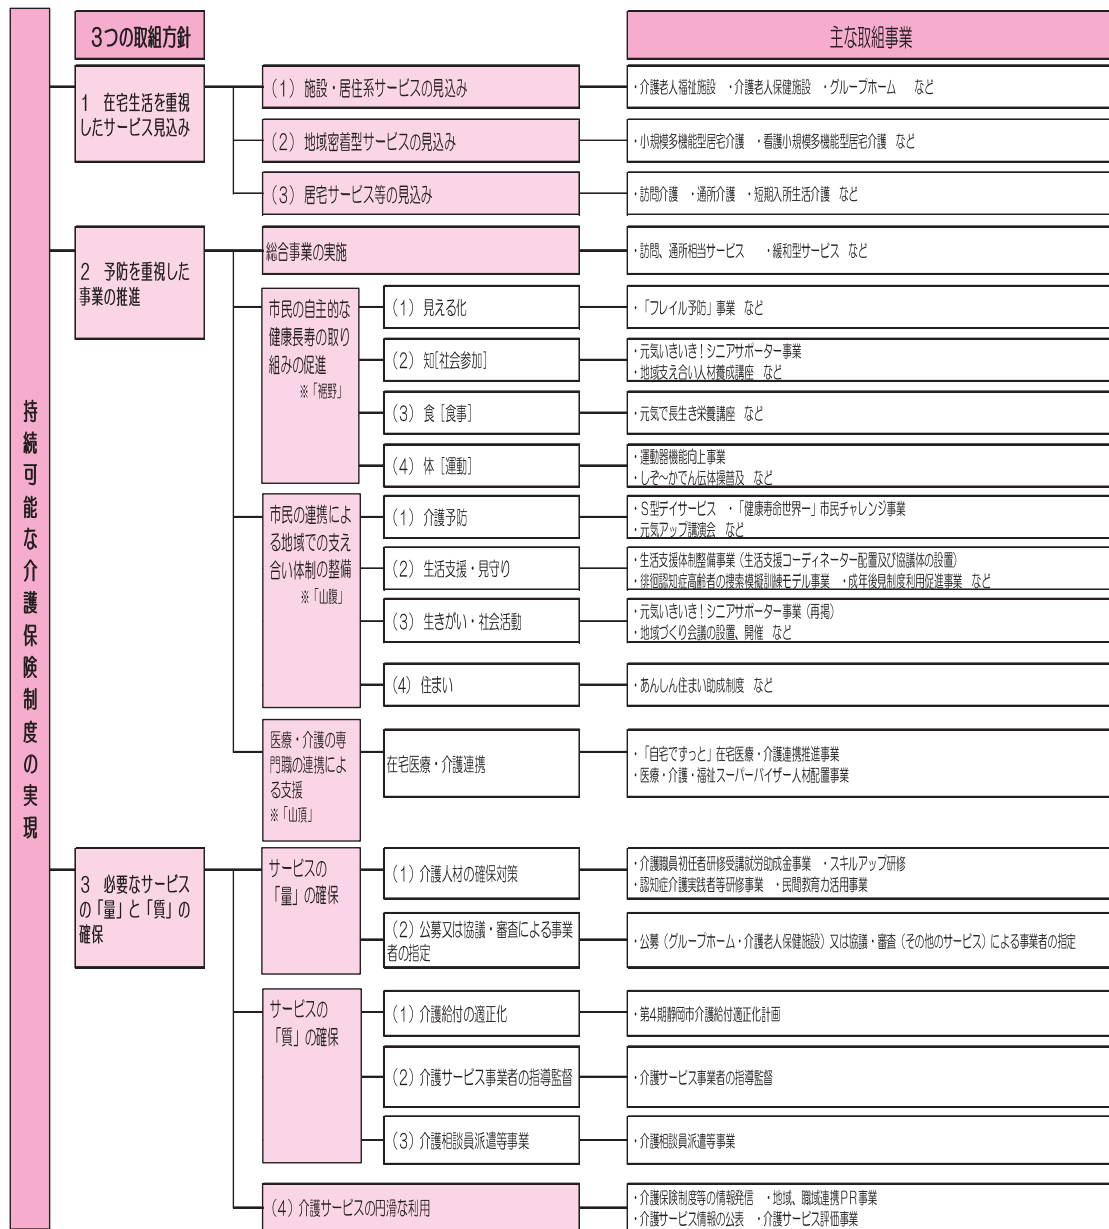 3つの取組方針
主な取組事業
持続可能な介護保険制度の実現
1 在宅生活を重視
したサービス見込み
(1) 施設・居住系サービスの見込み
・介護老人福祉施設 ・介護老人保健施設 ・グループホーム など
(2) 地域密着型サービスの見込み
・小規模多機能型居宅介護 ・看護小規模多機能型居宅介護 など
(3) 居宅サービス等の見込み
・訪問介護 ・通所介護 ・短期入所生活介護 など
2 予防を重視した
事業の推進
総合事業の実施
・訪問、通所相当サービス ・緩和型サービス など
市民の自主的な
健康長寿の取り
組みの促進
※「裾野」
(1) 見える化
・「フレイル予防」事業 など
(2) 知[社会参加]
・元気いきいき!シニアサポーター事業
・地域支え合い人材養成講座 など
(3) 食 [食事]
・元気で長生き栄養講座 など
(4) 体 [運動]
・運動器機能向上事業
・しぞ~かでん伝体操普及 など
市民の連携によ
る地域での支え
合い体制の整備
※「山腹」
(1) 介護予防
・S型デイサービス ・「健康寿命世界一」市民チャレンジ事業
・元気アップ講演会 など
(2) 生活支援・見守り
・生活支援体制整備事業(生活支援コーディネーター配置及び協議体の設置)
・徘徊認知症高齢者の捜索模擬訓練モデル事業 ・成年後見制度利用促進事業 など
(3) 生きがい・社会活動
・元気いきいき!シニアサポーター事業(再掲)
・地域づくり会議の設置、開催 など
(4) 住まい
・あんしん住まい助成制度 など
医療・介護の専
門職の連携によ
る支援
※「山頂」
在宅医療・介護連携
・「自宅でずっと」在宅医療・介護連携推進事業
・医療・介護・福祉スーパーバイザー人材配置事業
3 必要なサービス
の「量」と「質」の
確保
サービスの
「量」の確保
(1) 介護人材の確保対策
・介護職員初任者研修受講就労助成金事業 ・スキルアップ研修
・認知症介護実践者等研修事業 ・民間教育力活用事業
(2) 公募又は協議・審査による事業
者の指定
・公募(グループホーム・介護老人保健施設)又は協議・審査(その他のサービス)による事業者の指定
サービスの
「質」の確保
(1) 介護給付の適正化
・第4期静岡市介護給付適正化計画
(2) 介護サービス事業者の指導監督
・介護サービス事業者の指導監督
(3) 介護相談員派遣等事業
・介護相談員派遣等事業
(4) 介護サービスの円滑な利用
・介護保険制度等の情報発信 ・地域、職域連携PR事業
・介護サービス情報の公表 ・介護サービス評価事業